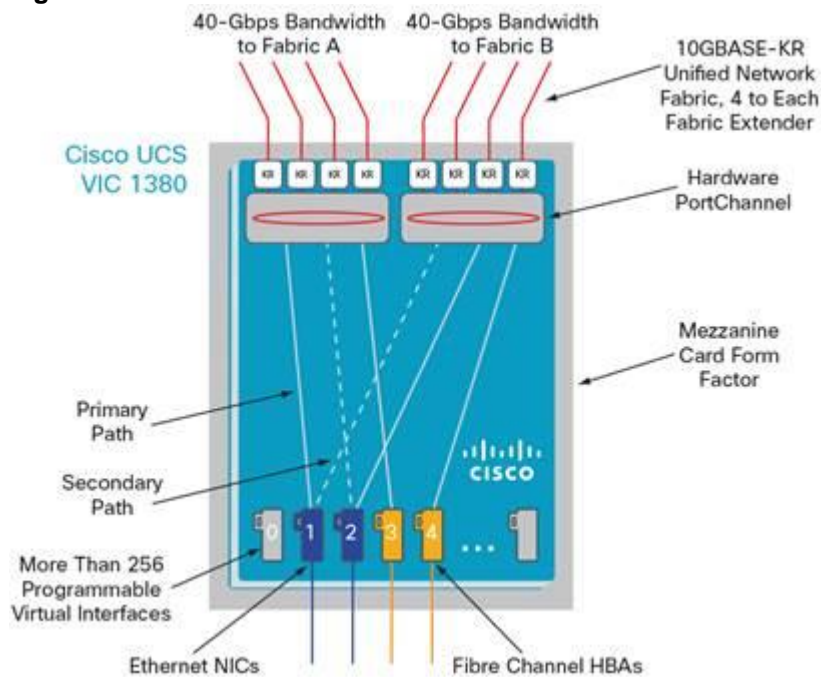 40-Gbps Bandwidth
to Fabric A
40-Gbps Bandwidth
to Fabric B
10GBASE-KR
Unified Network
Fabric, 4 to Each
Fabric Extender
Cisco UCS
VIC 1380
KR KR KR KR KR KR KR KR
Hardware
PortChannel
Mezzanine
Card Form
Factor
Primary
Path
CISCO
Secondary
Path
0 1 2 3 4 ...
More Than 256
Programmable
Virtual Interfaces
Ethernet NICs
Fibre Channel HBAs